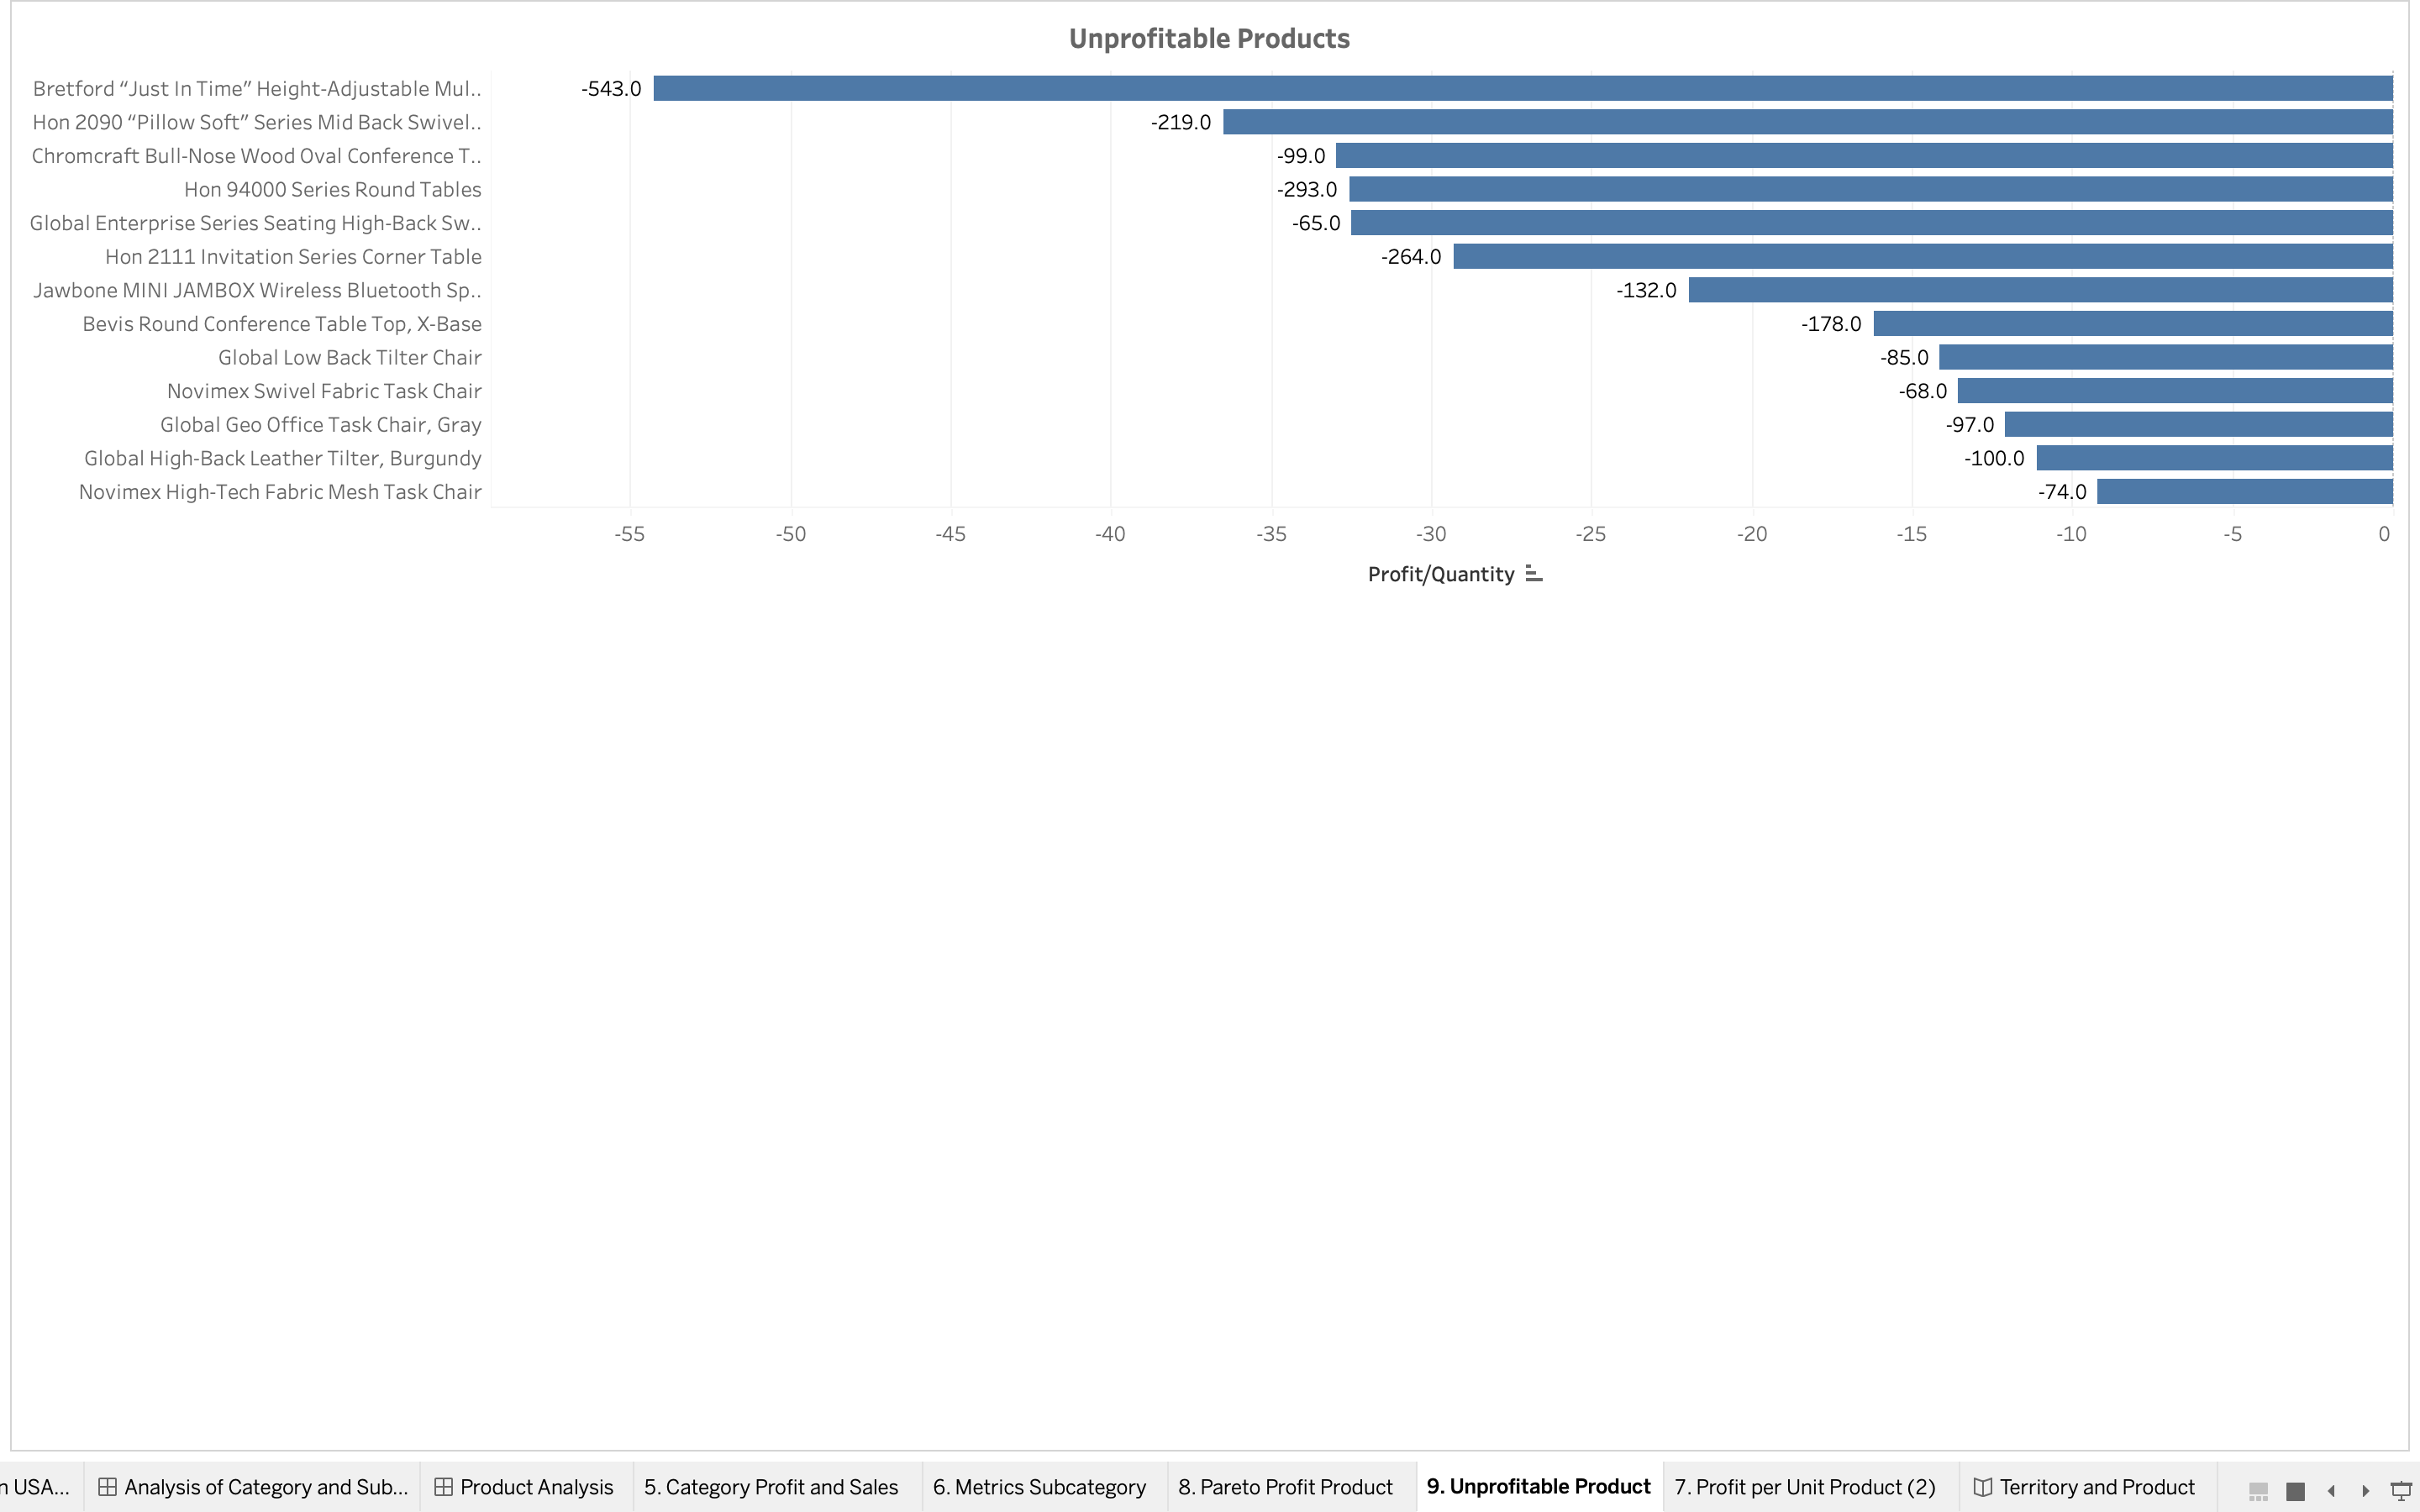 Unprofitable Products
Bretford “Just In Time” Height-Adjustable Mul.. -543.0
Hon 2090 “Pillow Soft” Series Mid Back Swivel.. -219.0
Chromcraft Bull-Nose Wood Oval Conference T.. -99.0
Hon 94000 Series Round Tables -293.0
Global Enterprise Series Seating High-Back Sw.. -65.0
Hon 2111 Invitation Series Corner Table -264.0
Jawbone MINI JAMBOX Wireless Bluetooth Sp.. -132.0
Bevis Round Conference Table Top, X-Base -178.0
Global Low Back Tilter Chair -85.0
Novimex Swivel Fabric Task Chair -68.0
Global Geo Office Task Chair, Gray -97.0
Global High-Back Leather Tilter, Burgundy -100.0
Novimex High-Tech Fabric Mesh Task Chair -74.0
-55 -50 -45 -40 -35 -30 -25 -20 -15 -10 -5 0
Profit/Quantity
n USA... Analysis of Category and Sub... Product Analysis 5. Category Profit and Sales 6. Metrics Subcategory 8. Pareto Profit Product 9. Unprofitable Product 7. Profit per Unit Product (2) Territory and Product